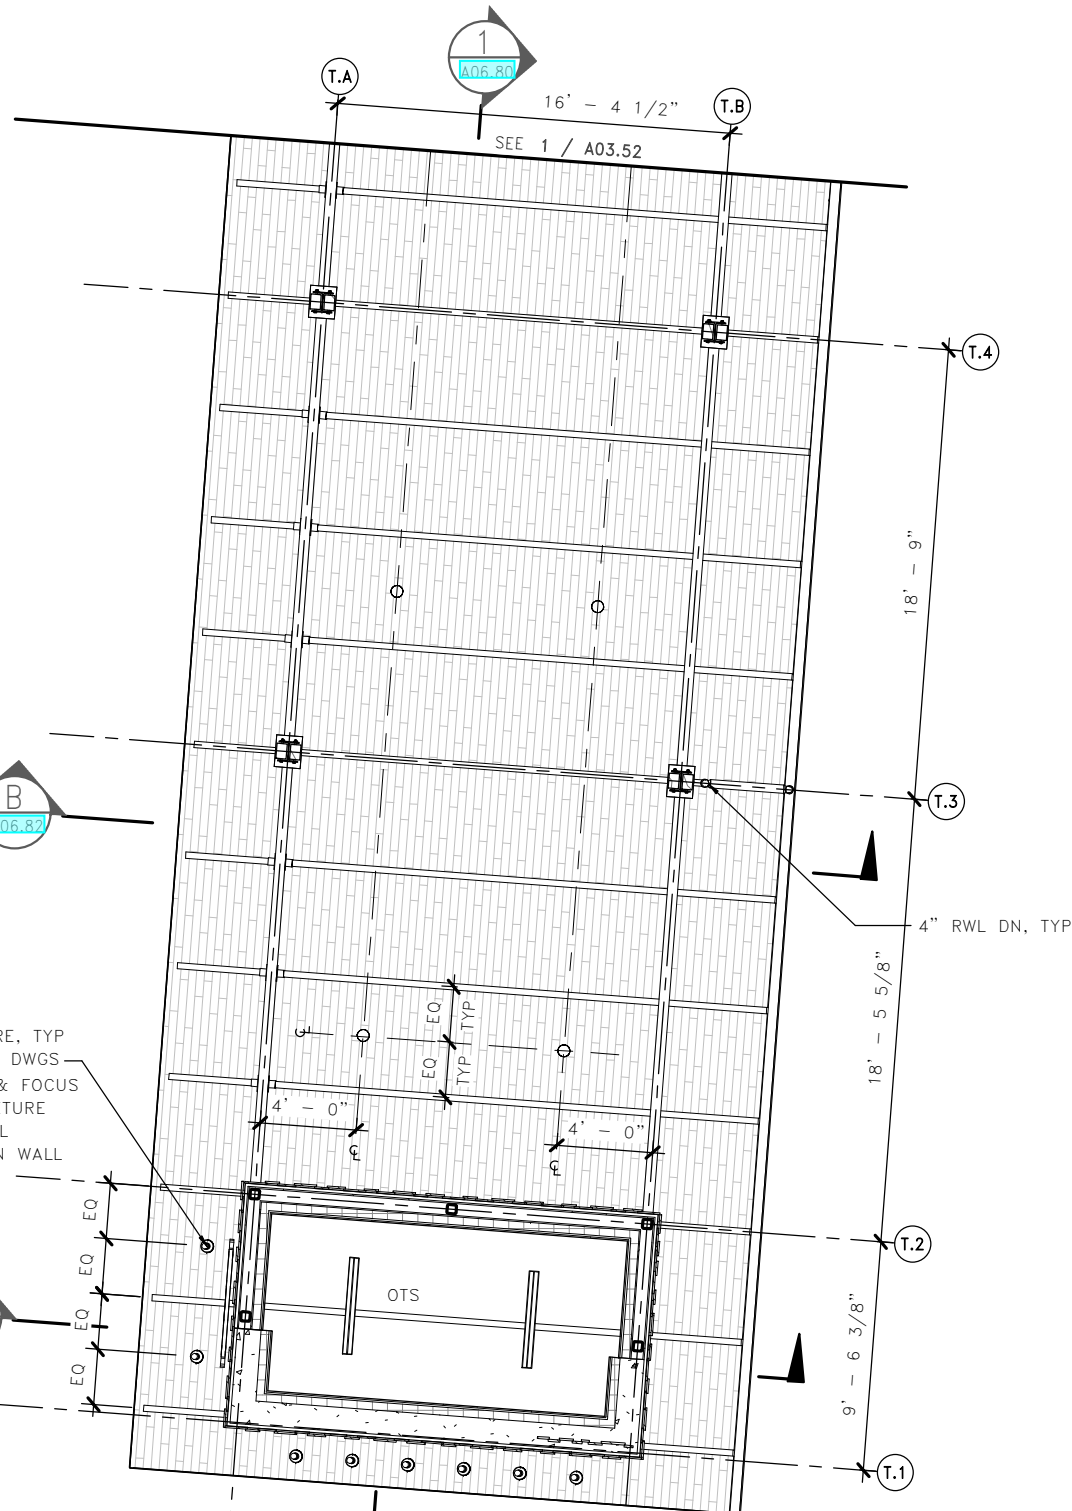 1
A06.80
T.A
16' - 4 1/2"
T.B
SEE 1 / A03.52
T.4
18' - 9"
T.3
B
06.82
4" RWL DN, TYP
18' - 5 5/8"
RE, TYP
DWGS
& FOCUS
TURE
L
N WALL
EQ EQ
TYP TYP
4' - 0"
4' - 0"
EQ
EQ
EQ
EQ
OTS
T.2
9' - 6 3/8"
T.1